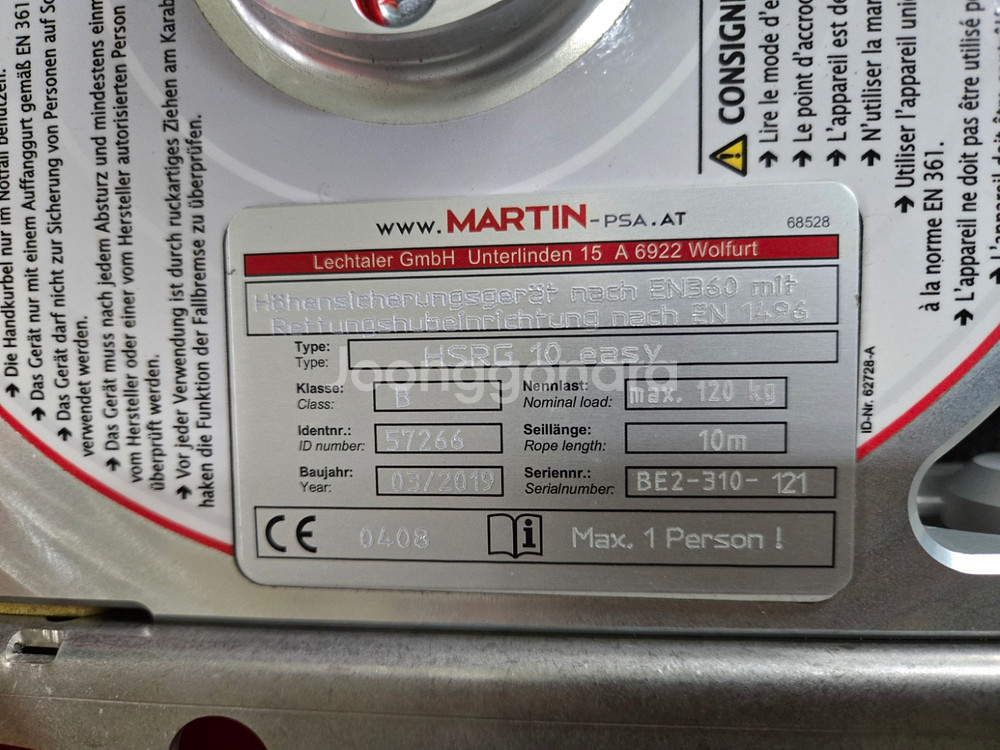 Die Handkurbel nur im Notfall benutzen.
→ Das Gerät nur mit einem Auffanggurt gemäß EN 361
verwendet werden.
→ Das Gerät darf nicht zur Sicherung von Personen auf
→ Das Gerät muss nach jedem Absturz und mindestens
vom Hersteller oder einer vom Hersteller autorisierten Person
überprüft werden.
→ Vor jeder Verwendung ist durch ruckartiges Ziehen am
haken die Funktion der Fallbremse zu überprüfen.
CONSIGNE
→ Lire le mode d'e
→ Le point d'accroc
→ L'appareil est de
→ N'utiliser la man
→ Utiliser l'appareil uni
à la norme EN 361.
→ L'appareil ne doit pas être utilisé p
WWW.MARTIN-PSA.AT
68528
Lechtaler GmbH Unterlinden 15 A 6922 Wolfurt
Höhensicherungsgerät nach EN360 mit
Rettungshubeinrichtung nach EN 1496
Type:
Type:
HSRG 10 easy
Klasse:
Class:
B
Nennlast:
Nominal load:
max. 120 kg
Identnr.:
ID number:
57266
Seillänge:
Rope length:
10m
Baujahr:
Year:
03/2019
Seriennr.:
Serialnumber:
BE2-310- 121
CE 0408 i Max. 1 Person !
ID-Nr. 62728-A
Joonggonara